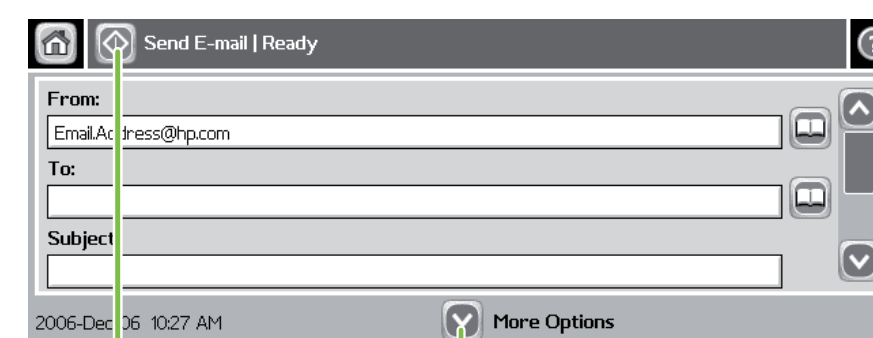 Send E-mail | Ready
From:
Email.Address@hp.com
To:
Subject:
2006-Dec-06 10:27 AM
More Options